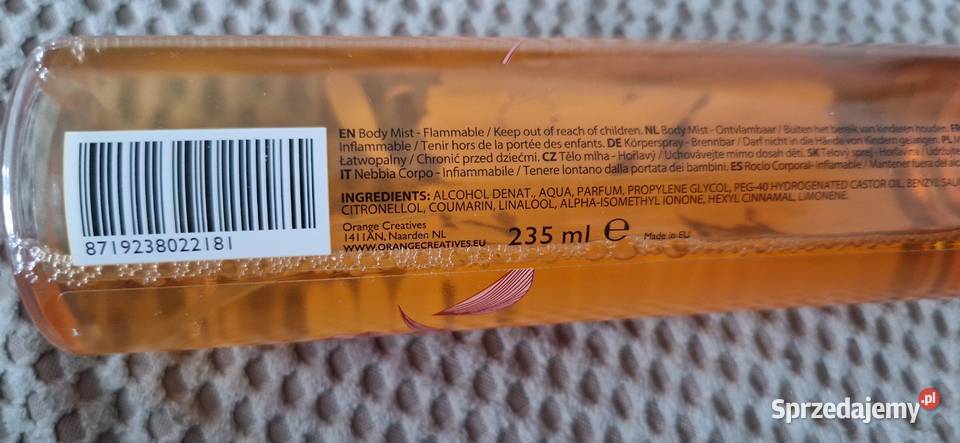 EN Body Mist - Flammable / Keep out of reach of children. NL Body Mist - Ontvlambaar / Buiten het bereik van kinderen houden. FR
Inflammable / Tenir hors de la portée des enfants. DE Körperspray - Brennbar / Darf nicht in die Hände von Kindern gelangen. PL
Łatwopalny / Chronić przed dziećmi. CZ Tělo mlha - Hořlavý / Uchovávejte mimo dosah dětí. SK Telový sprej - Horľavina /
IT Nebbia Corpo - Infiammabile / Tenere lontano dalla portata dei bambini. ES Rocío Corporal- Inflamable / Mantener fuera del
INGREDIENTS: ALCOHOL DENAT., AQUA, PARFUM, PROPYLENE GLYCOL, PEG-40 HYDROGENATED CASTOR OIL, BENZYL
CITRONELLOL, COUMARIN, LINALOOL, ALPHA-ISOMETHYL IONONE, HEXYL CINNAMAL, LIMONENE.
Orange Creatives
1411AN, Naarden NL
WWW.ORANGECREATIVES.EU
235 ml e
Made in EU
8719238022181
Sprzedajemy.pl